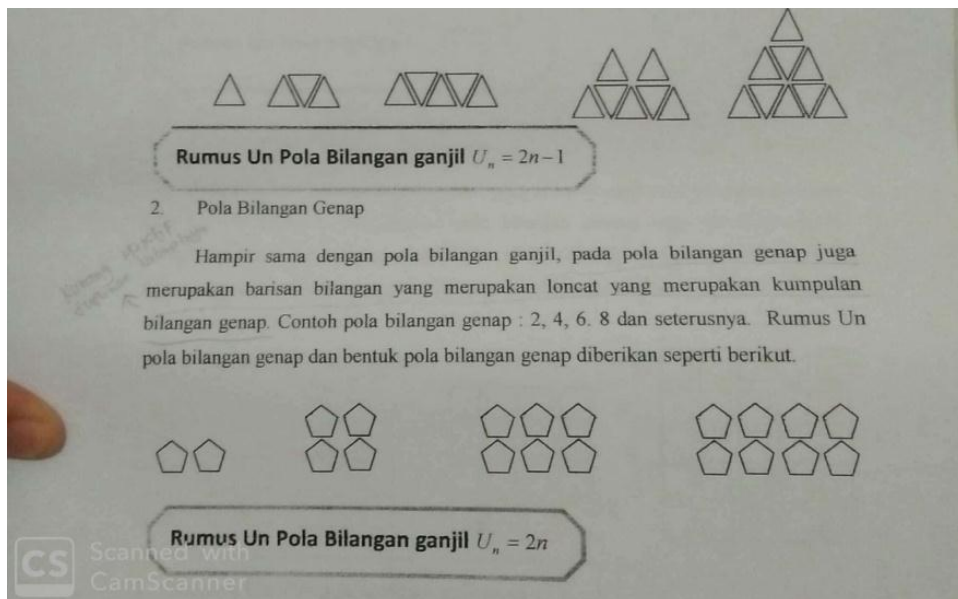 Rumus Un Pola Bilangan ganjil Uₙ = 2n−1
2. Pola Bilangan Genap
Hampir sama dengan pola bilangan ganjil, pada pola bilangan genap juga
merupakan barisan bilangan yang merupakan loncat yang merupakan kumpulan
bilangan genap. Contoh pola bilangan genap : 2, 4, 6. 8 dan seterusnya. Rumus Un
pola bilangan genap dan bentuk pola bilangan genap diberikan seperti berikut.
Rumus Un Pola Bilangan ganjil Uₙ = 2n
CS Scanned with
CamScanner